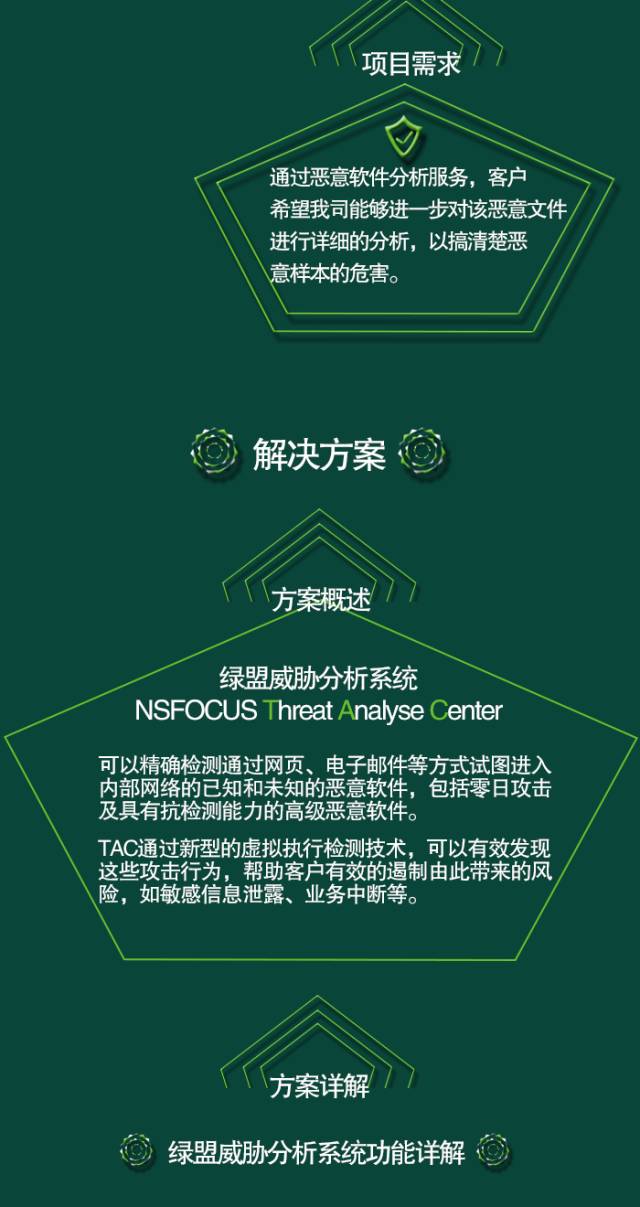 项目需求
通过恶意软件分析服务，客户
希望我司能够进一步对该恶意文件
进行详细的分析，以搞清楚恶
意样本的危害。
解决方案
方案概述
绿盟威胁分析系统
NSFOCUS Threat Analyse Center
可以精确检测通过网页、电子邮件等方式试图进入
内部网络的已知和未知的恶意软件，包括零日攻击
及具有抗检测能力的高级恶意软件。
TAC通过新型的虚拟执行检测技术，可以有效发现
这些攻击行为，帮助客户有效的遏制由此带来的风
险，如敏感信息泄露、业务中断等。
方案详解
绿盟威胁分析系统功能详解